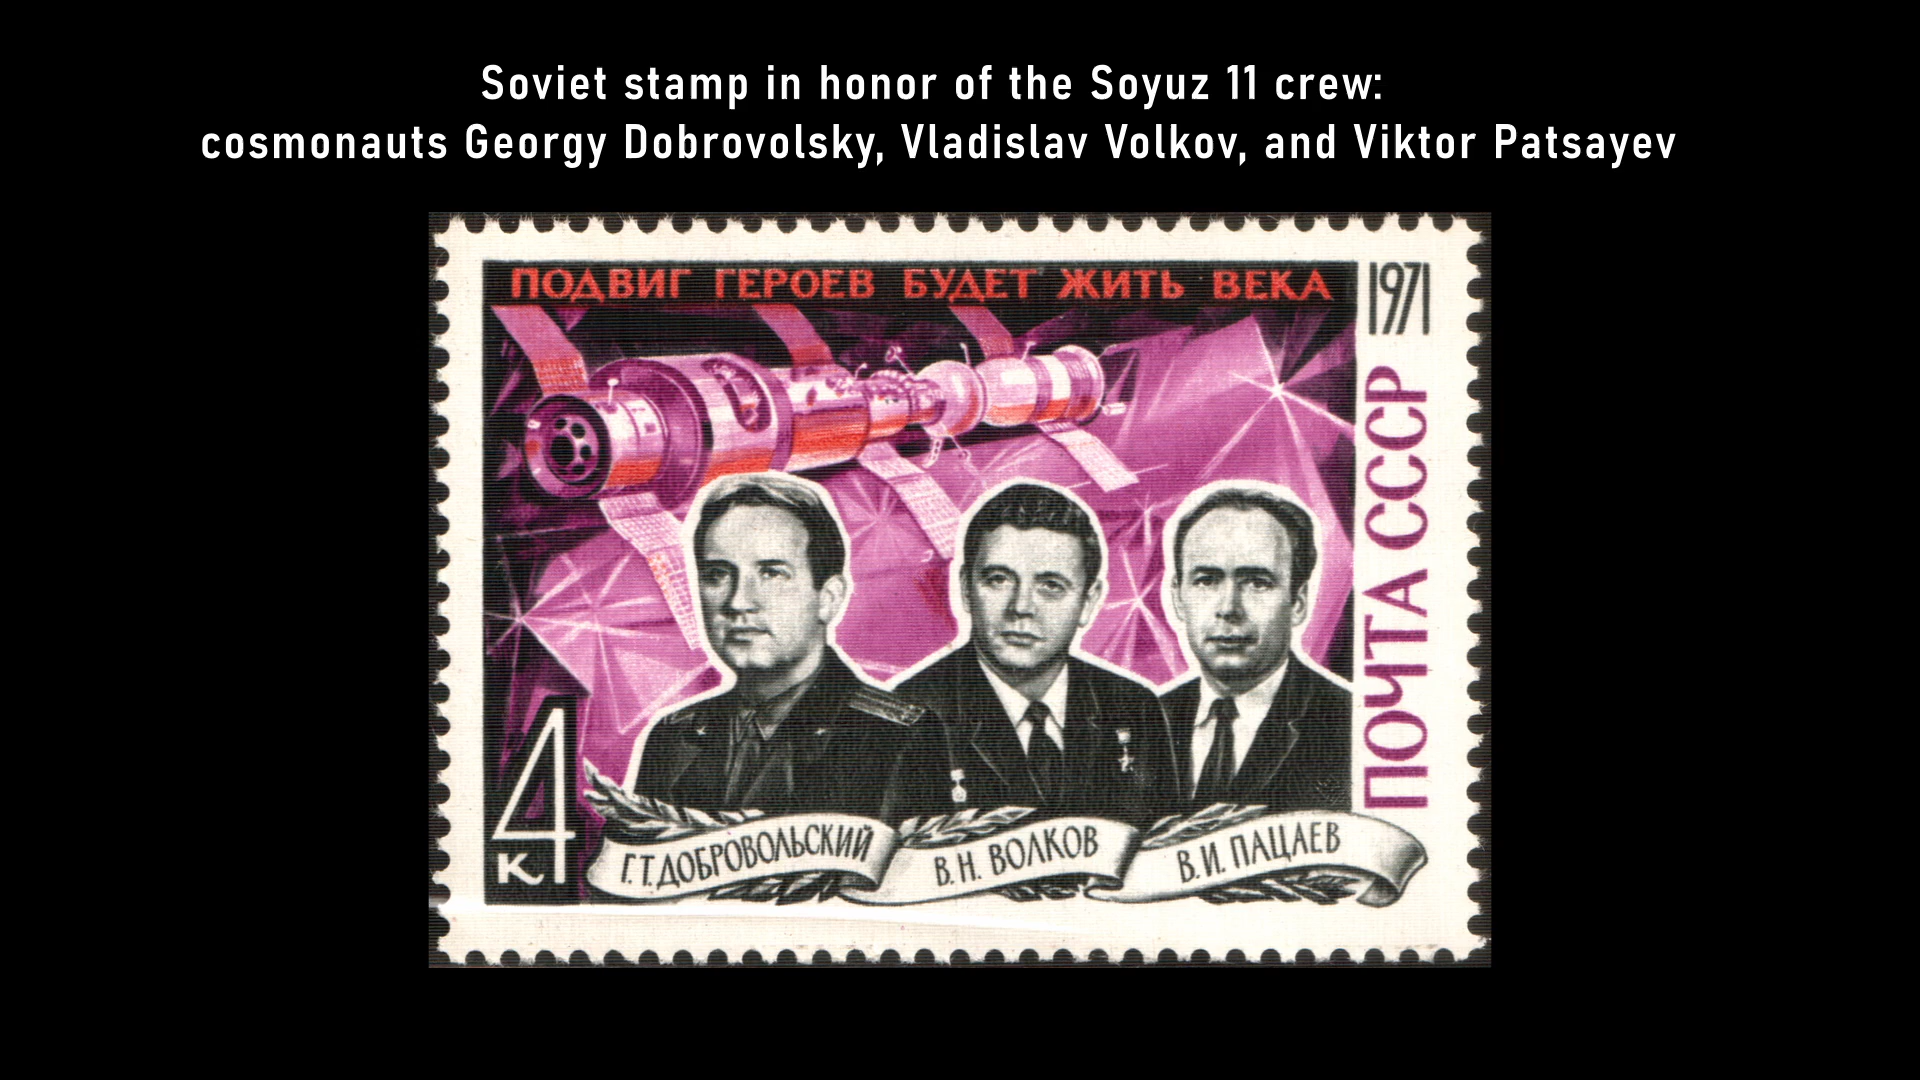 Soviet stamp in honor of the Soyuz 11 crew:
cosmonauts Georgy Dobrovolsky, Vladislav Volkov, and Viktor Patsayev
ПОДВИГ ГЕРОЕВ БУДЕТ ЖИТЬ ВЕКА
1971
ПОЧТА СССР
4
к
Г.Т.ДОБРОВОЛЬСКИЙ
В.Н. ВОЛКОВ
В.И. ПАЦАЕВ